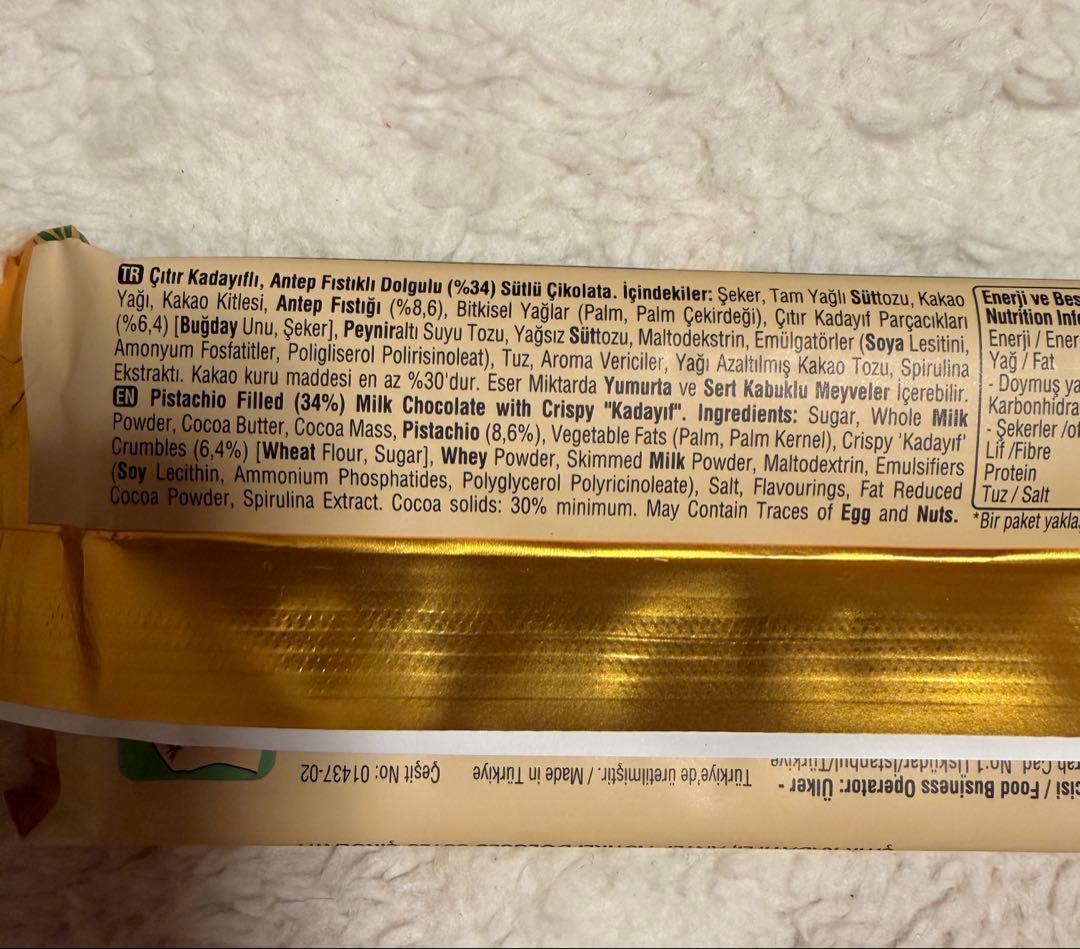 TR Çıtır Kadayıflı, Antep Fıstıklı Dolgulu (%34) Sütlü Çikolata. İçindekiler: Şeker, Tam Yağlı Süttozu, Kakao
Yağı, Kakao Kitlesi, Antep Fıstığı (%8,6), Bitkisel Yağlar (Palm, Palm Çekirdeği), Çıtır Kadayıf Parçacıkları
(%6,4) [Buğday Unu, Şeker], Peyniraltı Suyu Tozu, Yağsız Süttozu, Maltodekstrin, Emülgatörler (Soya Lesitini,
Amonyum Fosfatitler, Poligliserol Polirisinoleat), Tuz, Aroma Vericiler, Yağı Azaltılmış Kakao Tozu, Spirulina
Ekstraktı. Kakao kuru maddesi en az %30'dur. Eser Miktarda Yumurta ve Sert Kabuklu Meyveler İçerebilir.
EN Pistachio Filled (34%) Milk Chocolate with Crispy "Kadayıf". Ingredients: Sugar, Whole Milk
Powder, Cocoa Butter, Cocoa Mass, Pistachio (8,6%), Vegetable Fats (Palm, Palm Kernel), Crispy 'Kadayıf'
Crumbles (6,4%) [Wheat Flour, Sugar], Whey Powder, Skimmed Milk Powder, Maltodextrin, Emulsifiers
(Soy Lecithin, Ammonium Phosphatides, Polyglycerol Polyricinoleate), Salt, Flavourings, Fat Reduced
Cocoa Powder, Spirulina Extract. Cocoa solids: 30% minimum. May Contain Traces of Egg and Nuts.
Enerji ve Bes
Nutrition Info
Enerji / Ener
Yağ / Fat
- Doymuş ya
Karbonhidra
- Şekerler /of
Lif /Fibre
Protein
Tuz / Salt
*Bir paket yakla
cisi / Food Business Operator: Ülker -
Cad. No:1 Üsküdar/İstanbul/Türkiye
Türkiye'de üretilmiştir. / Made in Türkiye
Çeşit No: 01437-02